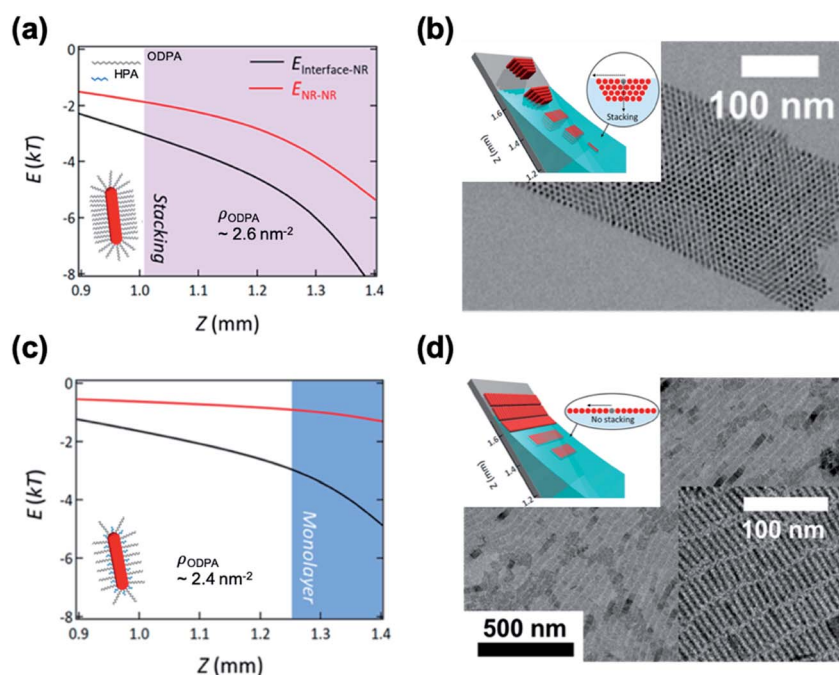 (a)
ODPA
HPA
E_Interface-NR
E_NR-NR
0
-2
-4
-6
-8
E (kT)
Stacking
ρ_ODPA
~ 2.6 nm⁻²
0.9 1.0 1.1 1.2 1.3 1.4
Z (mm)
(b)
Stacking
1.6
1.4
1.2
Z (mm)
100 nm
(c)
0
-2
-4
-6
-8
E (kT)
Monolayer
ρ_ODPA
~ 2.4 nm⁻²
0.9 1.0 1.1 1.2 1.3 1.4
Z (mm)
(d)
No stacking
1.6
1.4
1.2
Z (mm)
100 nm
500 nm